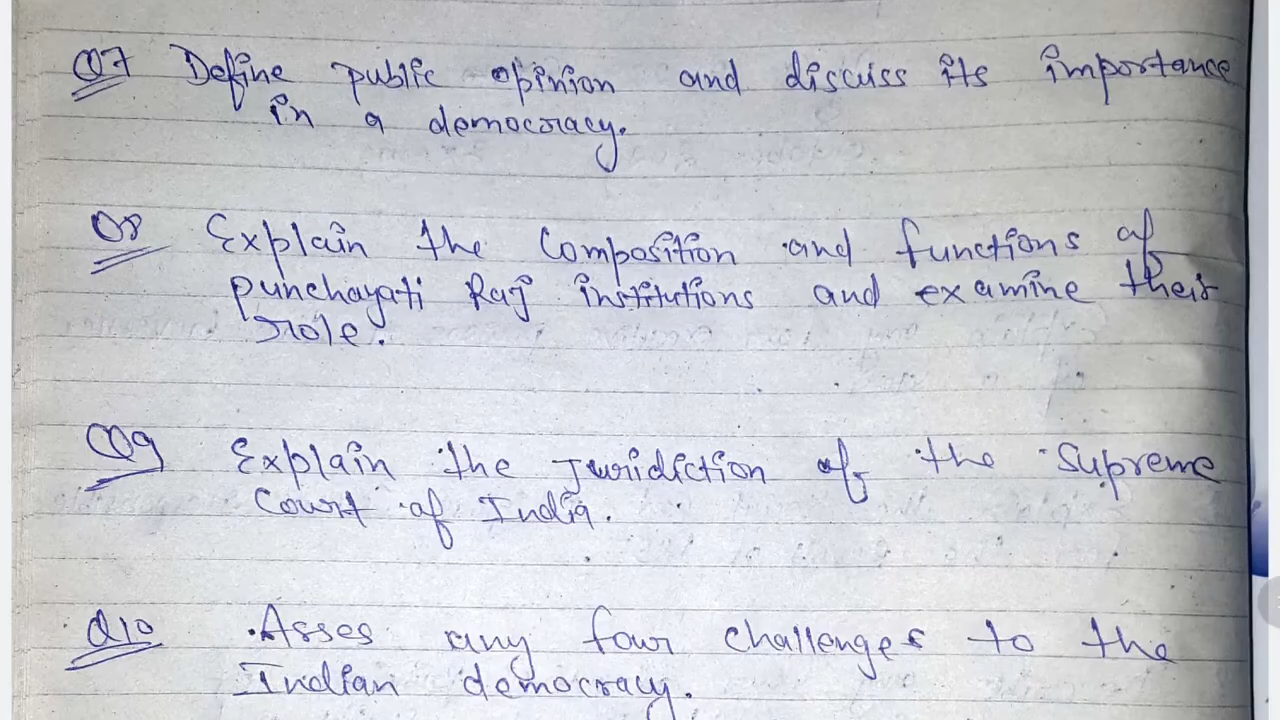 Q7 Define public opinion and discuss its importance
in a democracy.
Q8 Explain the Composition and functions of
Punchayati Raj institutions and examine their
role.
Q9 Explain the Juridiction of the Supreme
Court of India.
Q10 Asses any four challenges to the
Indian democracy.